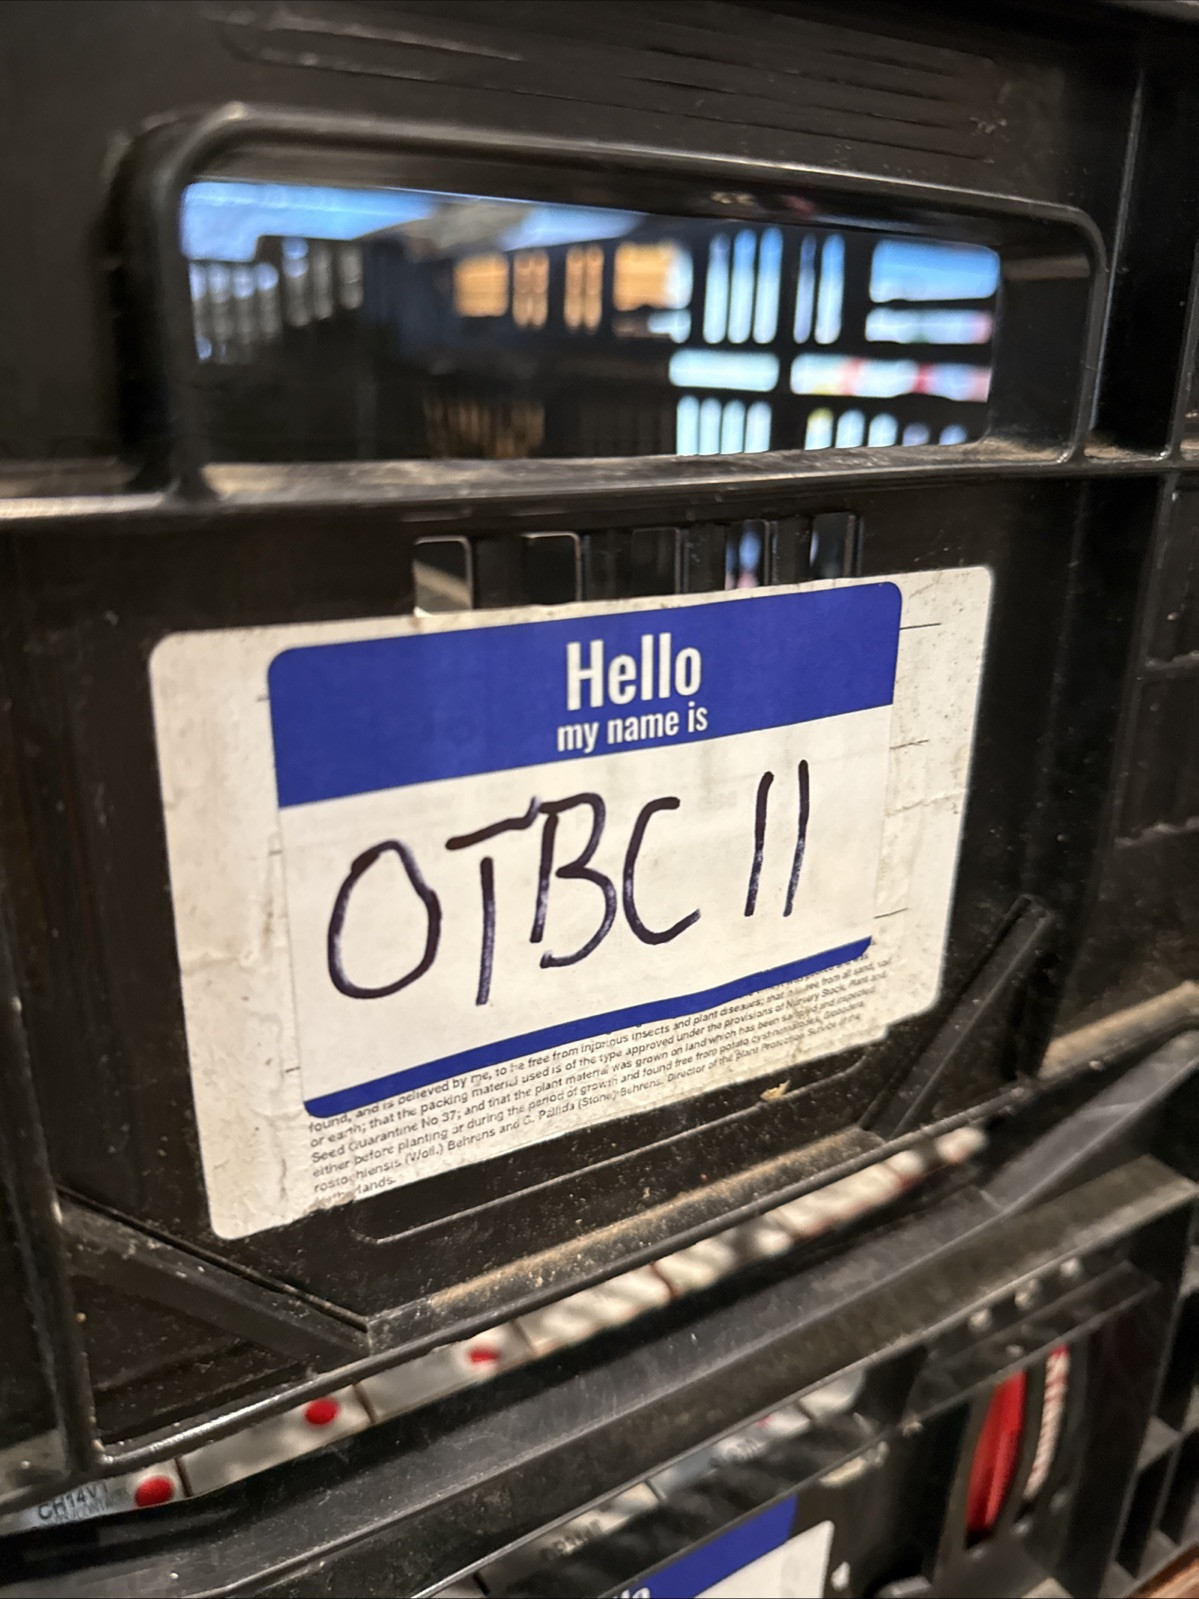 Hello
my name is
OTBC 11
found, and is believed by me, to be free from injurious insects and plant diseases; that it is free from all sand, soil
or earth; that the packing material used is of the type approved under the provisions of Nursery Stock, Plant and
Seed Quarantine No 37; and that the plant material was grown on land which has been sampled and inspected
either before planting or during the period of growth and found free from potato cystnematodes, Globodera
rostochiensis (Woll.) Behrens and G. Pallida (Stone) Behrens. Director of the Plant Protection Service of the
Netherlands.
CH14V